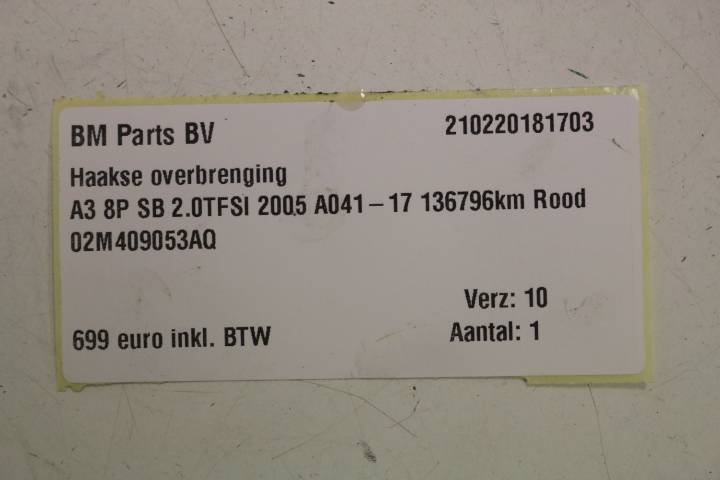 BM Parts BV 210220181703
Haakse overbrenging
A3 8P SB 2.0TFSI 2005 A041-17 136796km Rood
02M409053AQ
Verz: 10
699 euro inkl. BTW Aantal: 1